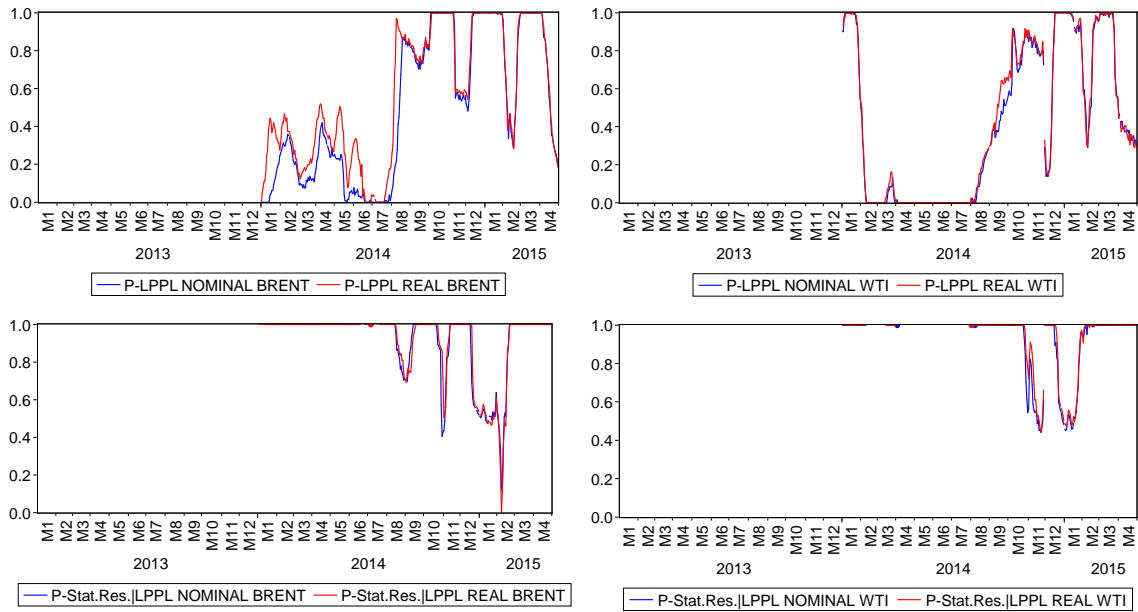 1.0
0.8
0.6
0.4
0.2
0.0
M1 M2 M3 M4 M5 M6 M7 M8 M9 M10 M11 M12 M1 M2 M3 M4 M5 M6 M7 M8 M9 M10 M11 M12 M1 M2 M3 M4
2013 2014 2015
P-LPPL NOMINAL BRENT P-LPPL REAL BRENT
1.0
0.8
0.6
0.4
0.2
0.0
M1 M2 M3 M4 M5 M6 M7 M8 M9 M10 M11 M12 M1 M2 M3 M4 M5 M6 M7 M8 M9 M10 M11 M12 M1 M2 M3 M4
2013 2014 2015
P-LPPL NOMINAL WTI P-LPPL REAL WTI
1.0
0.8
0.6
0.4
0.2
0.0
M1 M2 M3 M4 M5 M6 M7 M8 M9 M10 M11 M12 M1 M2 M3 M4 M5 M6 M7 M8 M9 M10 M11 M12 M1 M2 M3 M4
2013 2014 2015
P-Stat.Res.|LPPL NOMINAL BRENT P-Stat.Res.|LPPL REAL BRENT
1.0
0.8
0.6
0.4
0.2
0.0
M1 M2 M3 M4 M5 M6 M7 M8 M9 M10 M11 M12 M1 M2 M3 M4 M5 M6 M7 M8 M9 M10 M11 M12 M1 M2 M3 M4
2013 2014 2015
P-Stat.Res.|LPPL NOMINAL WTI P-Stat.Res.|LPPL REAL WTI